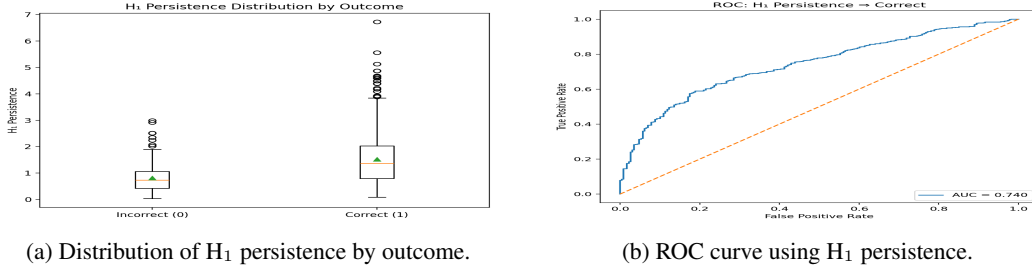 H₁ Persistence Distribution by Outcome
H₁ Persistence
7
6
5
4
3
2
1
0
Incorrect (0)
Correct (1)
(a) Distribution of H₁ persistence by outcome.
ROC: H₁ Persistence → Correct
True Positive Rate
1.0
0.8
0.6
0.4
0.2
0.0
AUC = 0.740
0.0 0.2 0.4 0.6 0.8 1.0
False Positive Rate
(b) ROC curve using H₁ persistence.